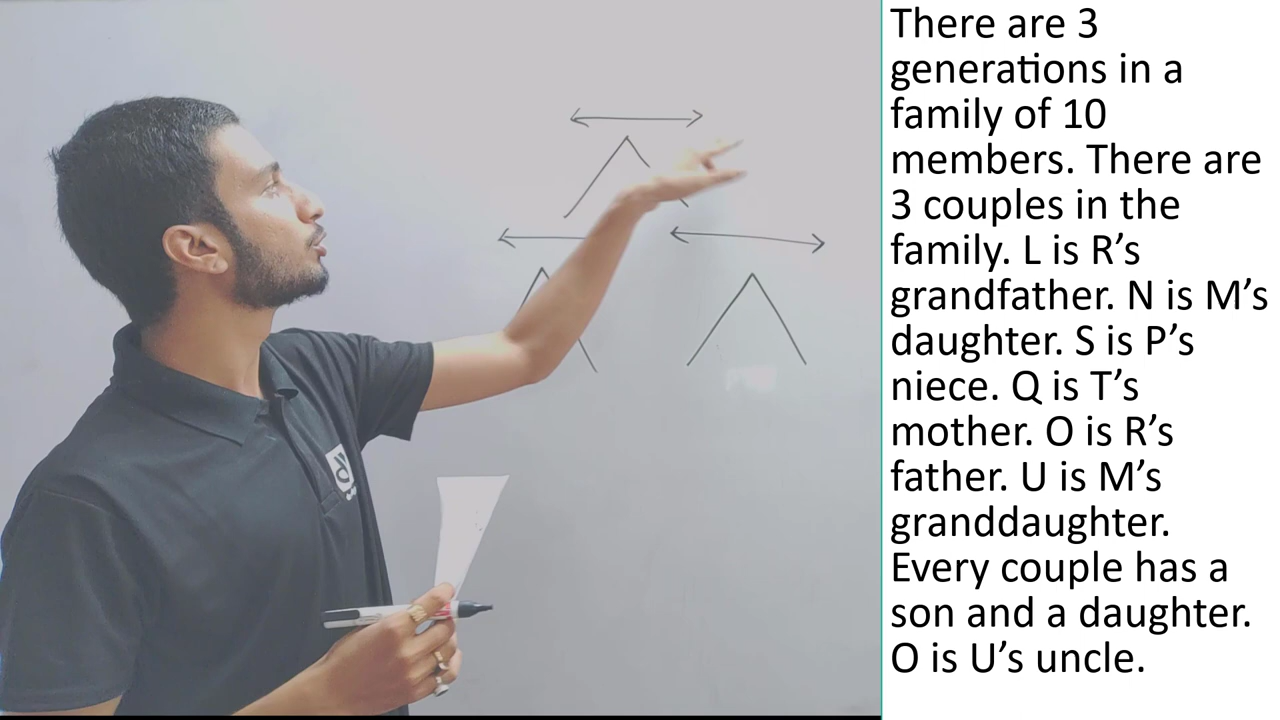 There are 3
generations in a
family of 10
members. There are
3 couples in the
family. L is R’s
grandfather. N is M’s
daughter. S is P’s
niece. Q is T’s
mother. O is R’s
father. U is M’s
granddaughter.
Every couple has a
son and a daughter.
O is U’s uncle.